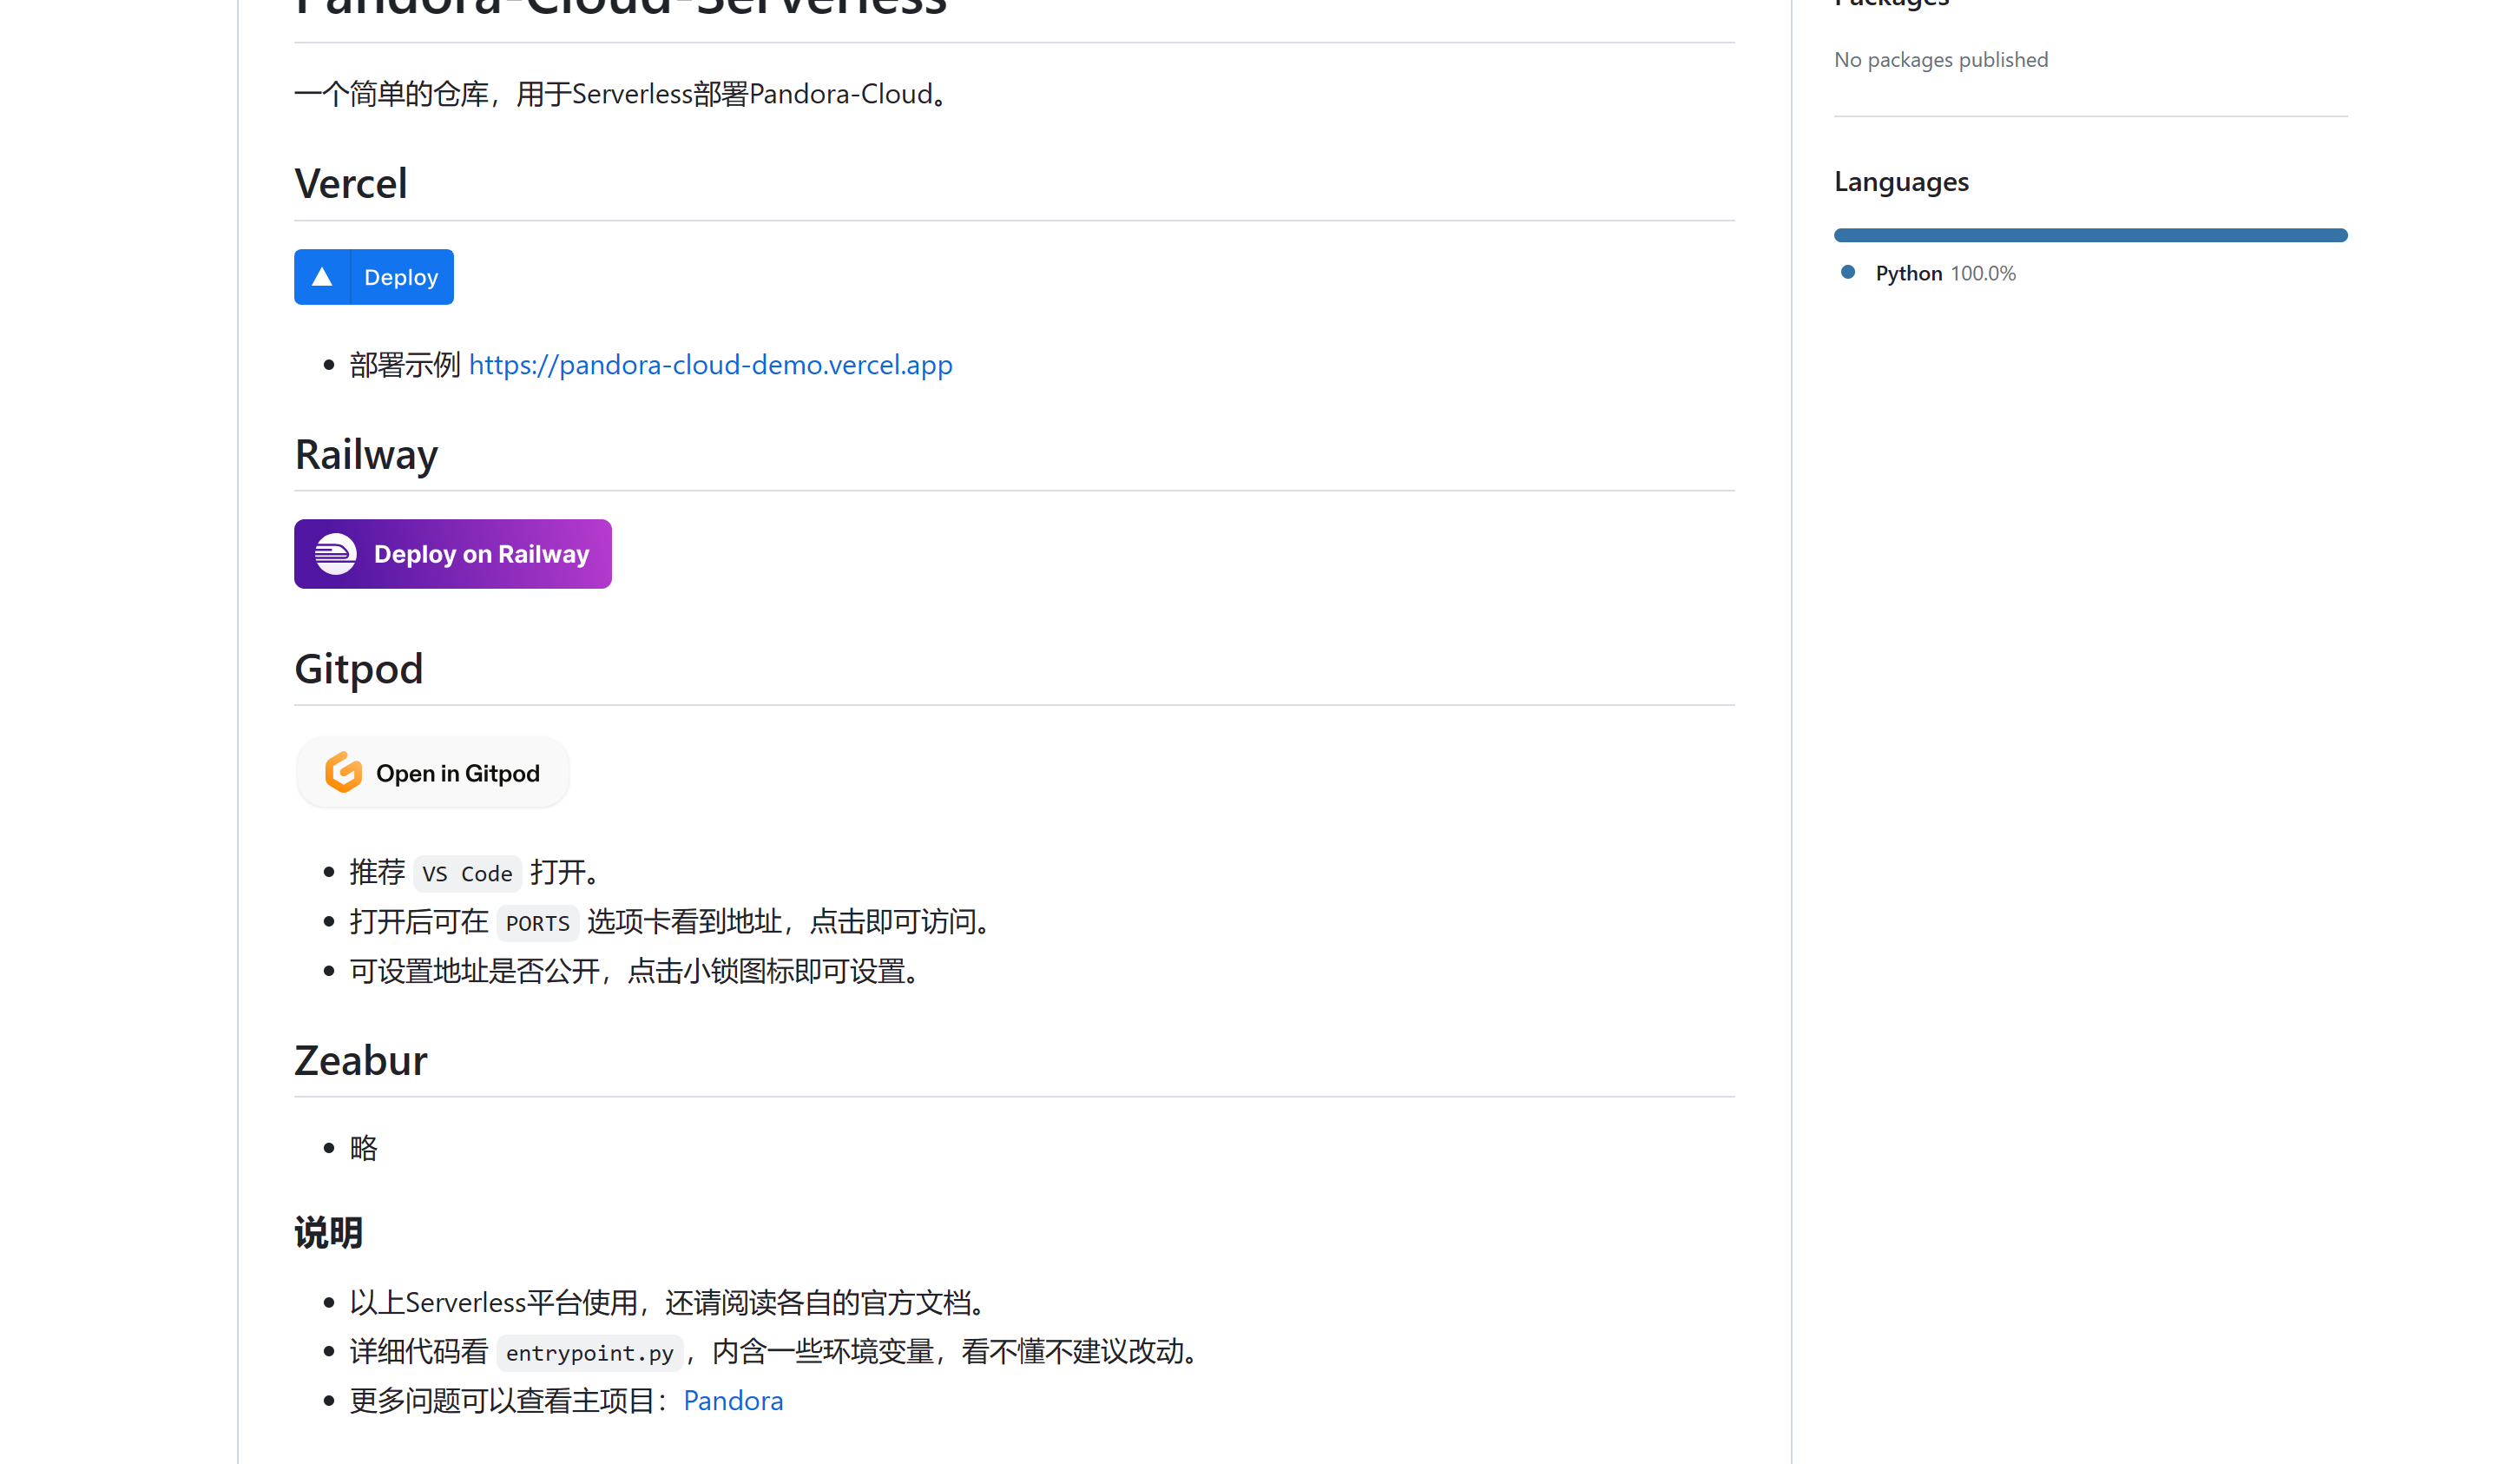 Pandora-Cloud-Serverless
一个简单的仓库，用于Serverless部署Pandora-Cloud。
Vercel
Deploy
部署示例 https://pandora-cloud-demo.vercel.app
Railway
Deploy on Railway
Gitpod
Open in Gitpod
推荐 VS Code 打开。
打开后可在 PORTS 选项卡看到地址，点击即可访问。
可设置地址是否公开，点击小锁图标即可设置。
Zeabur
略
说明
以上Serverless平台使用，还请阅读各自的官方文档。
详细代码看 entrypoint.py，内含一些环境变量，看不懂不建议改动。
更多问题可以查看主项目：Pandora
Packages
No packages published
Languages
Python 100.0%